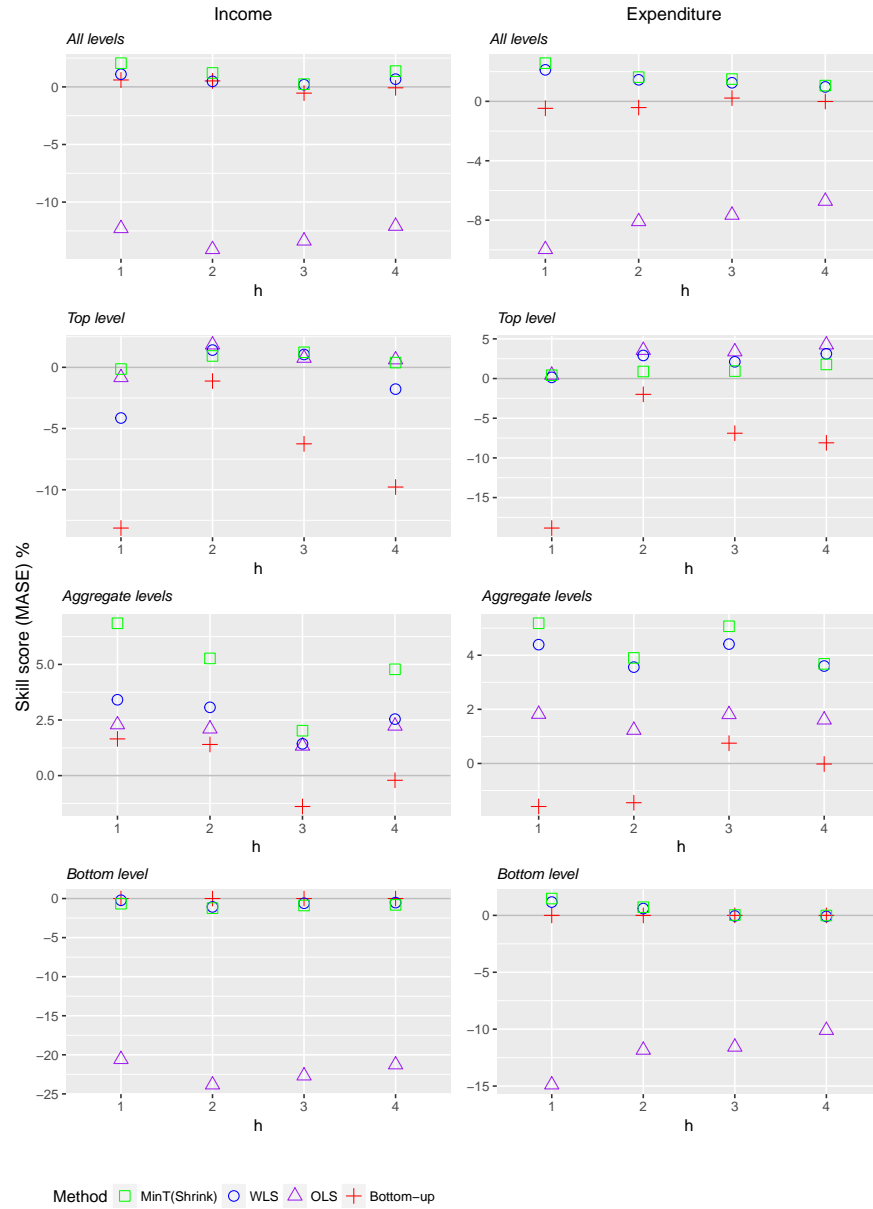 Income
Expenditure
All levels
0
−5
−10
1 2 3 4
h
All levels
0
−4
−8
1 2 3 4
h
Top level
0
−5
−10
1 2 3 4
h
Top level
5
0
−5
−10
−15
1 2 3 4
h
Skill score (MASE) %
Aggregate levels
5.0
2.5
0.0
1 2 3 4
h
Aggregate levels
4
2
0
1 2 3 4
h
Bottom level
0
−5
−10
−15
−20
−25
1 2 3 4
h
Bottom level
0
−5
−10
−15
1 2 3 4
h
Method MinT(Shrink) WLS OLS Bottom−up